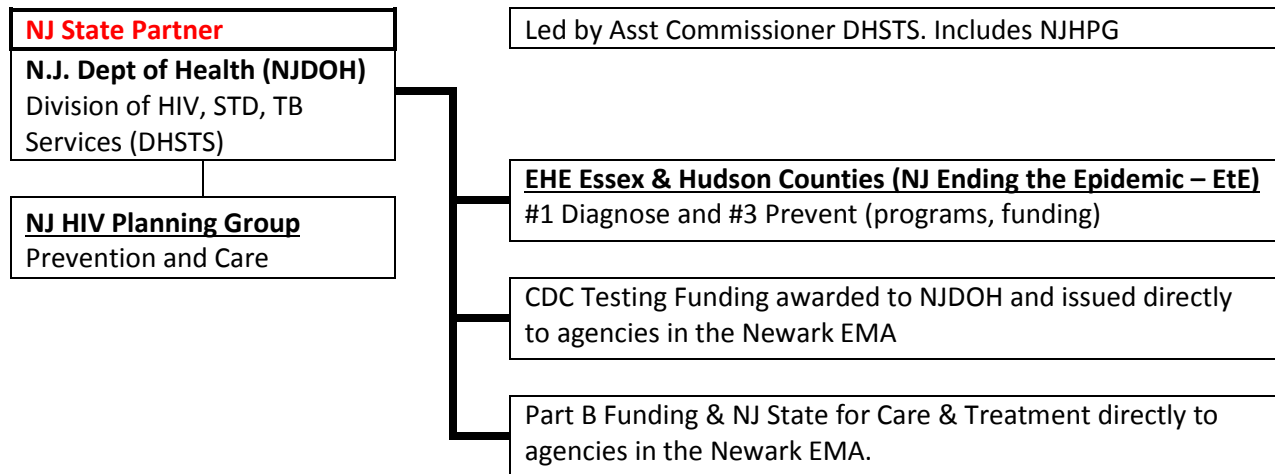 NJ State Partner
N.J. Dept of Health (NJDOH)
Division of HIV, STD, TB
Services (DHSTS)
NJ HIV Planning Group
Prevention and Care
Led by Asst Commissioner DHSTS. Includes NJHPG
EHE Essex & Hudson Counties (NJ Ending the Epidemic – EtE)
#1 Diagnose and #3 Prevent (programs, funding)
CDC Testing Funding awarded to NJDOH and issued directly
to agencies in the Newark EMA
Part B Funding & NJ State for Care & Treatment directly to
agencies in the Newark EMA.